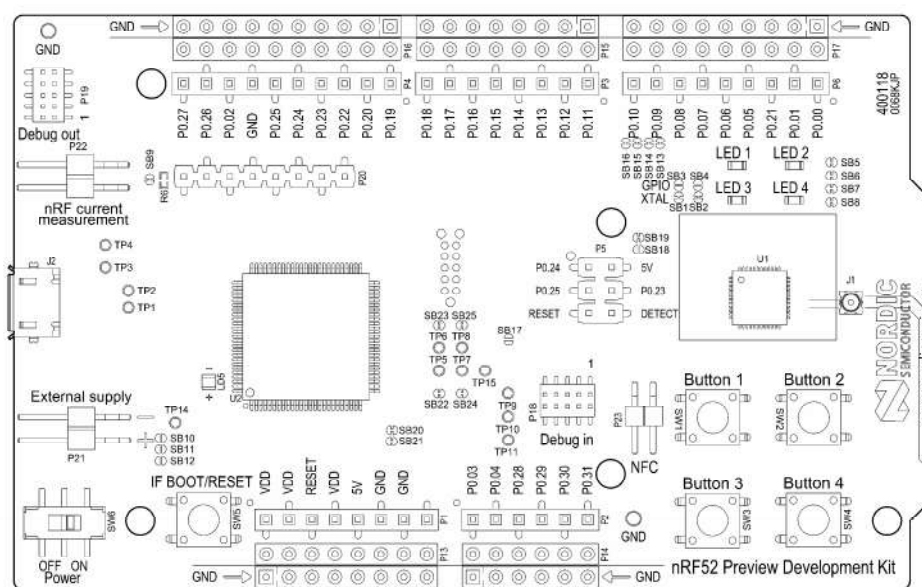 GND
GND
GND
GND
P16
P15
P17
P4
P3
P6
P19
1
Debug out
P22
P0.27
P0.26
P0.02
GND
P0.25
P0.24
P0.23
P0.22
P0.20
P0.19
P0.18
P0.17
P0.16
P0.15
P0.14
P0.13
P0.12
P0.11
P0.10
P0.09
P0.08
P0.07
P0.06
P0.05
P0.21
P0.01
P0.00
400118
0068KJP
SB9
R6
P20
nRF current
measurement
SB16
SB15
SB14
SB13
GPIO
XTAL
SB3
SB4
SB1
SB2
LED 1
LED 2
LED 3
LED 4
SB5
SB6
SB7
SB8
TP4
TP3
TP2
TP1
J2
SB19
SB18
P5
P0.24
5V
P0.25
P0.23
RESET
DETECT
U1
J1
NORDIC
SEMICONDUCTOR
SB23
SB25
TP6
TP8
TP5
TP7
SB17
TP15
SB22
SB24
LD5
+
U2
External supply
TP14
P21
SB10
SB11
SB12
SB20
SB21
TP9
TP10
TP11
1
P18
Debug in
P23
NFC
Button 1
Button 2
SW1
SW2
Button 3
Button 4
SW3
SW4
IF BOOT/RESET
SW5
VDD
VDD
RESET
VDD
5V
GND
GND
P1
P13
P0.03
P0.04
P0.28
P0.29
P0.30
P0.31
P2
P14
GND
SW6
OFF ON
Power
GND
GND
nRF52 Preview Development Kit